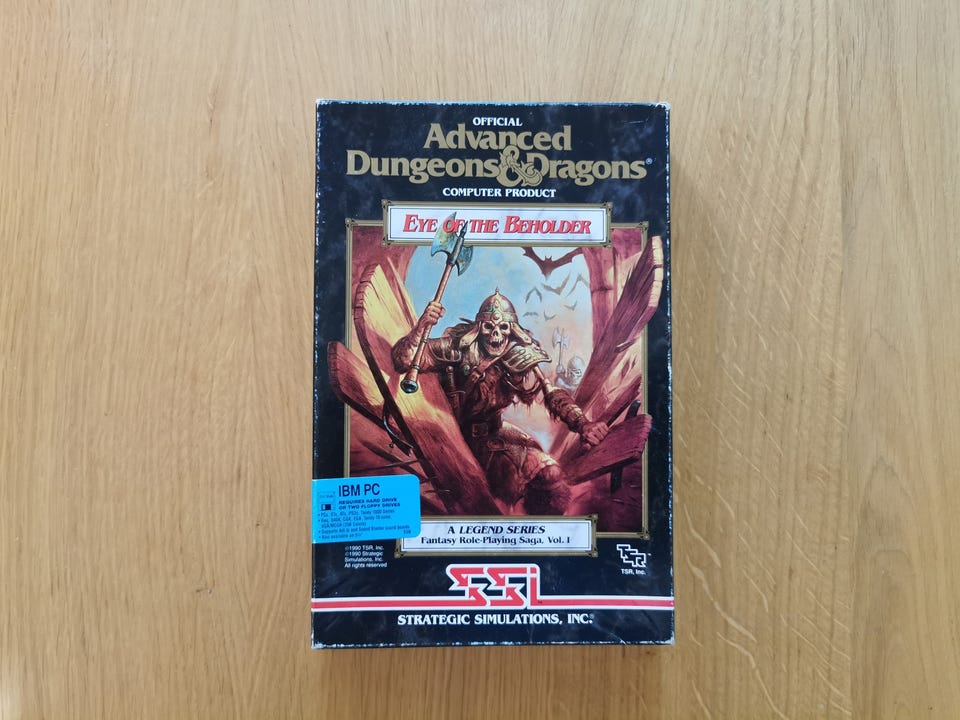 OFFICIAL
Advanced
Dungeons & Dragons®
COMPUTER PRODUCT
EYE OF THE BEHOLDER
IBM PC
REQUIRES HARD DRIVE
OR TWO FLOPPY DRIVES
A LEGEND SERIES
Fantasy Role-Playing Saga, Vol. I
©1990 TSR, Inc.
©1990 Strategic
Simulations, Inc.
All rights reserved
TSR
TSR, Inc.
SSI
STRATEGIC SIMULATIONS, INC.®